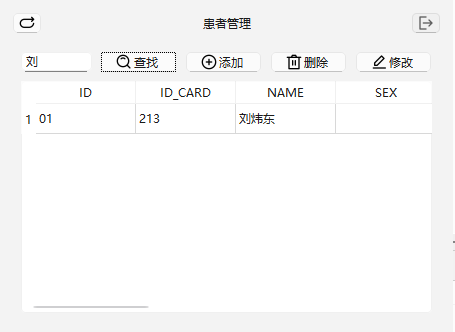 患者管理
刘 查找 添加 删除 修改
ID ID_CARD NAME SEX
1 01 213 刘炜东